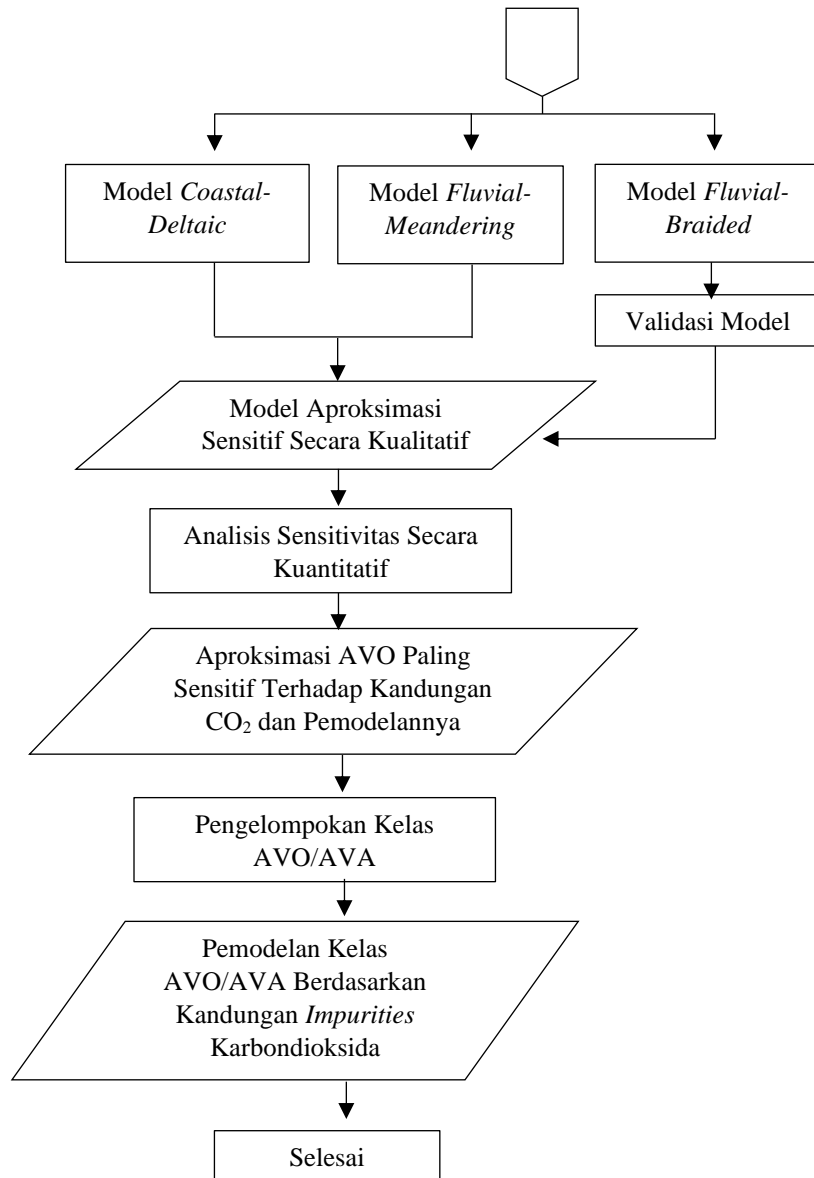 Model Coastal-
Deltaic
Model Fluvial-
Meandering
Model Fluvial-
Braided
Validasi Model
Model Aproksimasi
Sensitif Secara Kualitatif
Analisis Sensitivitas Secara
Kuantitatif
Aproksimasi AVO Paling
Sensitif Terhadap Kandungan
CO₂ dan Pemodelannya
Pengelompokan Kelas
AVO/AVA
Pemodelan Kelas
AVO/AVA Berdasarkan
Kandungan Impurities
Karbondioksida
Selesai